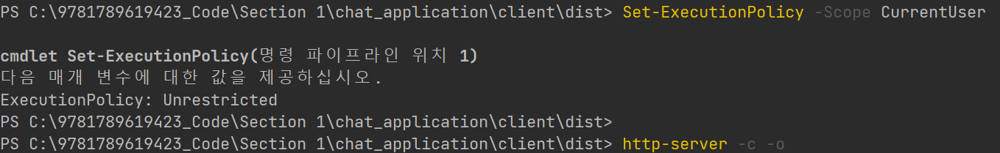 PS C:\9781789619423_Code\Section 1\chat_application\client\dist> Set-ExecutionPolicy -Scope CurrentUser
cmdlet Set-ExecutionPolicy(명령 파이프라인 위치 1)
다음 매개 변수에 대한 값을 제공하십시오.
ExecutionPolicy: Unrestricted
PS C:\9781789619423_Code\Section 1\chat_application\client\dist>
PS C:\9781789619423_Code\Section 1\chat_application\client\dist> http-server -c -o